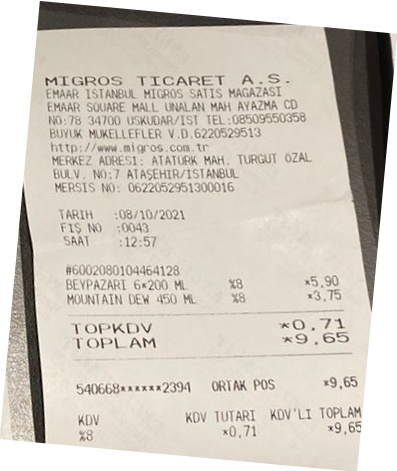 MIGROS TICARET A.S.
EMAAR ISTANBUL MIGROS SATIS MAGAZASI
EMAAR SQUARE MALL UNALAN MAH AYAZMA CD
NO:78 34700 USKUDAR/IST TEL:08509550358
BUYUK MUKELLEFLER V.D.6220529513
http://www.migros.com.tr
MERKEZ ADRESI: ATATURK MAH. TURGUT OZAL
BULV. NO:7 ATAŞEHIR/ISTANBUL
MERSIS NO: 0622052951300016
TARIH :08/10/2021
FIŞ NO :0043
SAAT :12:57
#6002080104464128
BEYPAZARI 6*200 ML %8 *5,90
MOUNTAIN DEW 450 ML %8 *3,75
TOPKDV *0,71
TOPLAM *9,65
540668******2394 ORTAK POS *9,65
KDV KDV TUTARI KDV'LI TOPLAM
%8 *0,71 *9,65